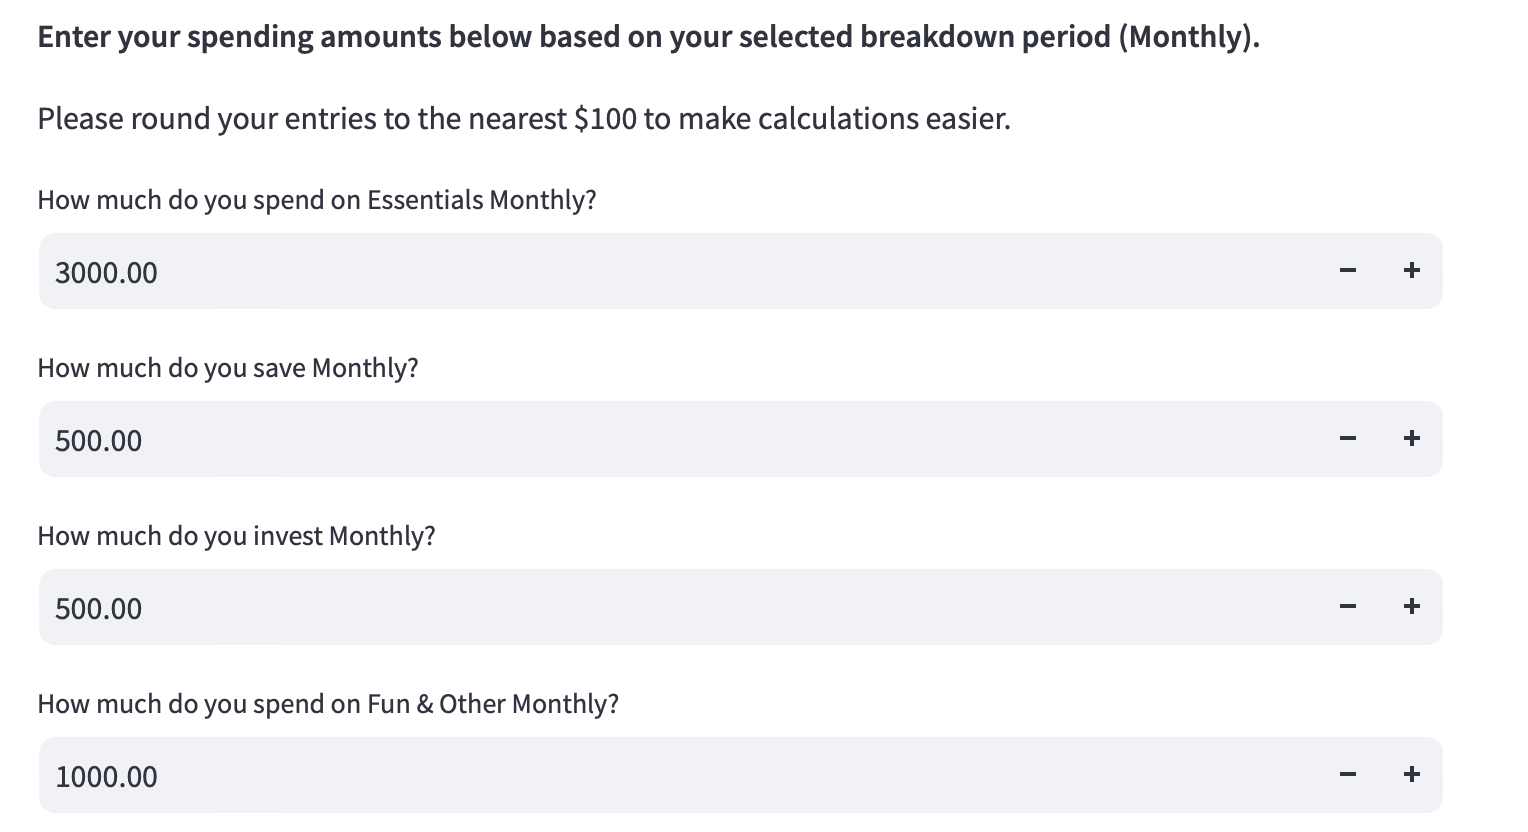 Enter your spending amounts below based on your selected breakdown period (Monthly).
Please round your entries to the nearest $100 to make calculations easier.
How much do you spend on Essentials Monthly?
3000.00 − +
How much do you save Monthly?
500.00 − +
How much do you invest Monthly?
500.00 − +
How much do you spend on Fun & Other Monthly?
1000.00 − +